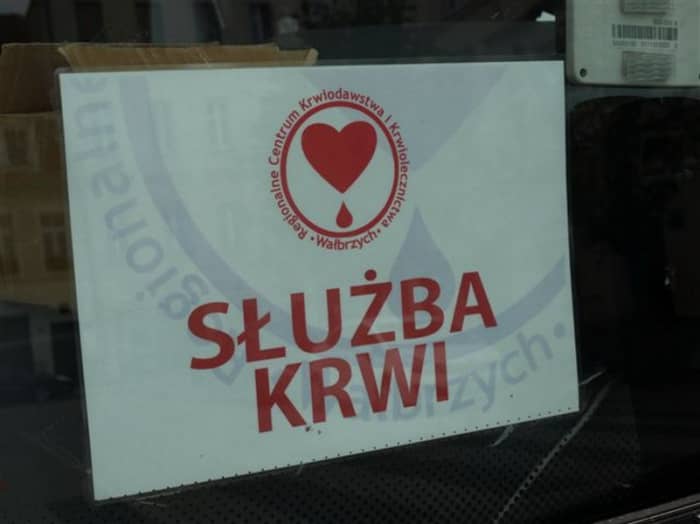 Regionalne Centrum Krwiodawstwa i Krwiolecznictwa
• Wałbrzych •
SŁUŻBA
KRWI